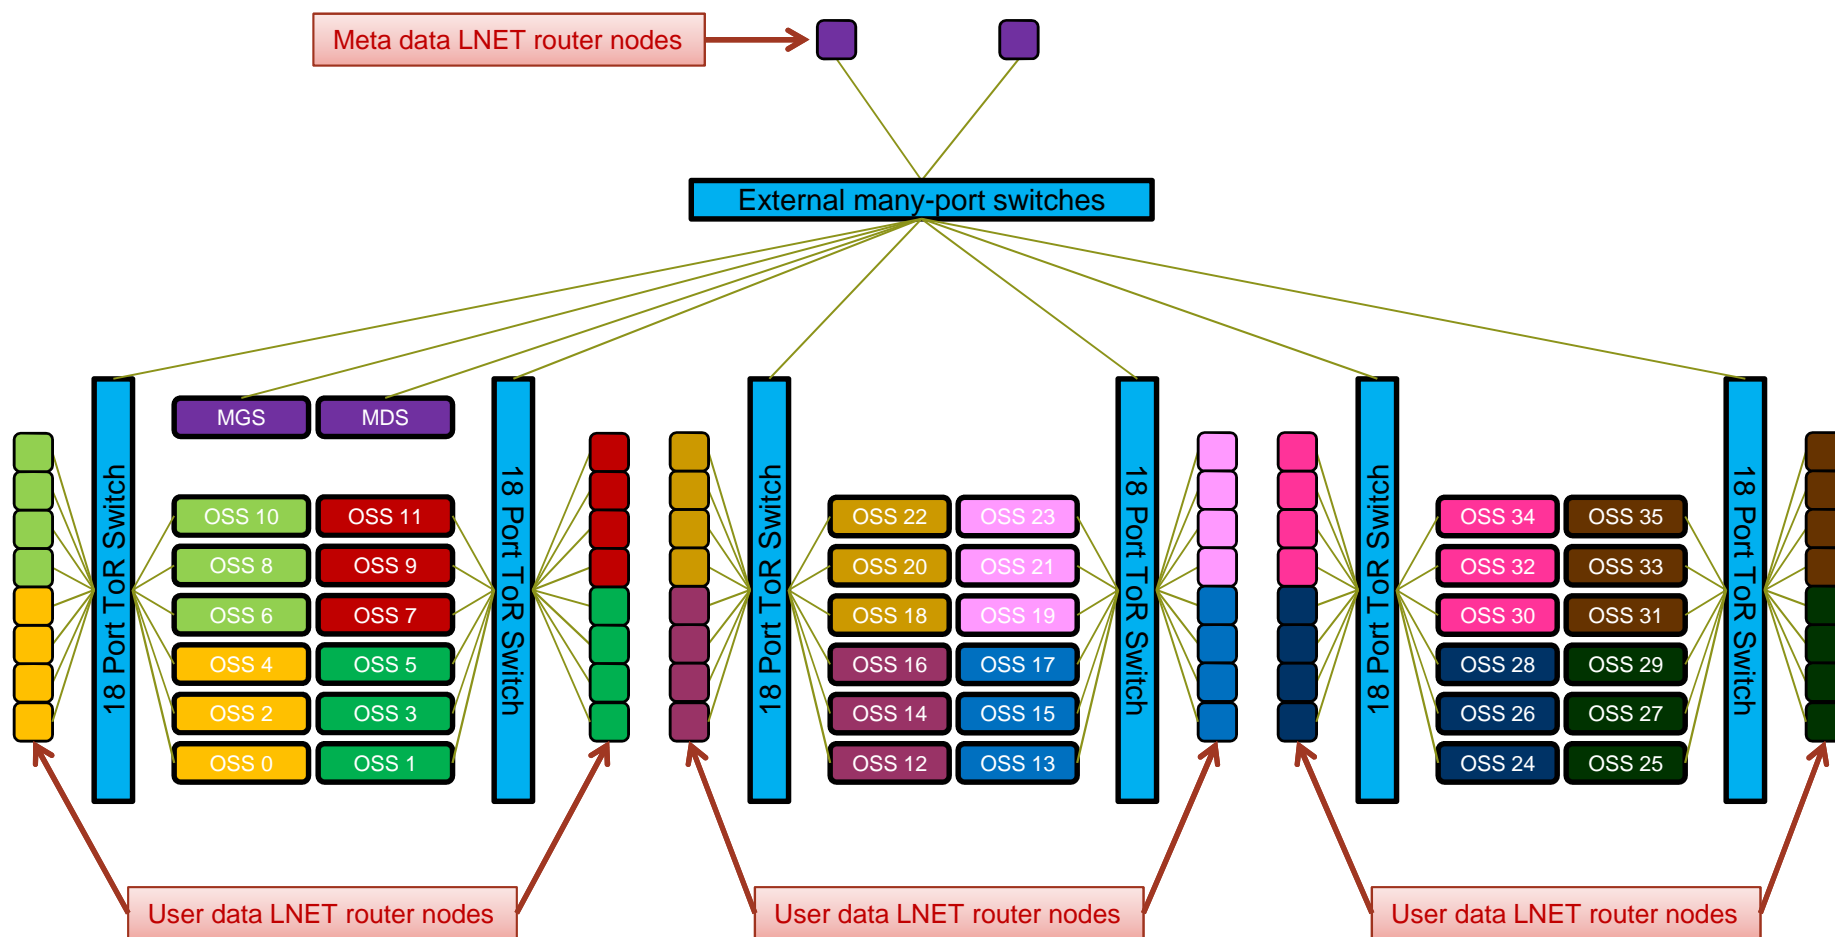 Meta data LNET router nodes
External many-port switches
18 Port ToR Switch
MGS
MDS
OSS 10
OSS 11
OSS 8
OSS 9
OSS 6
OSS 7
OSS 4
OSS 5
OSS 2
OSS 3
OSS 0
OSS 1
18 Port ToR Switch
18 Port ToR Switch
OSS 22
OSS 23
OSS 20
OSS 21
OSS 18
OSS 19
OSS 16
OSS 17
OSS 14
OSS 15
OSS 12
OSS 13
18 Port ToR Switch
18 Port ToR Switch
OSS 34
OSS 35
OSS 32
OSS 33
OSS 30
OSS 31
OSS 28
OSS 29
OSS 26
OSS 27
OSS 24
OSS 25
18 Port ToR Switch
User data LNET router nodes
User data LNET router nodes
User data LNET router nodes